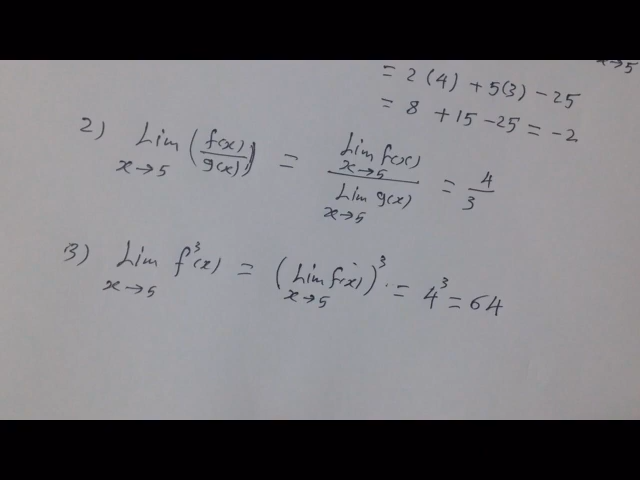 x→5
= 2 (4) + 5(3) - 25
= 8 + 15 - 25 = -2
2) Lim x→5 (f(x)/g(x)) = Lim x→5 f(x) / Lim x→5 g(x) = 4/3
3) Lim x→5 f³(x) = (Lim x→5 f(x))³ = 4³ = 64